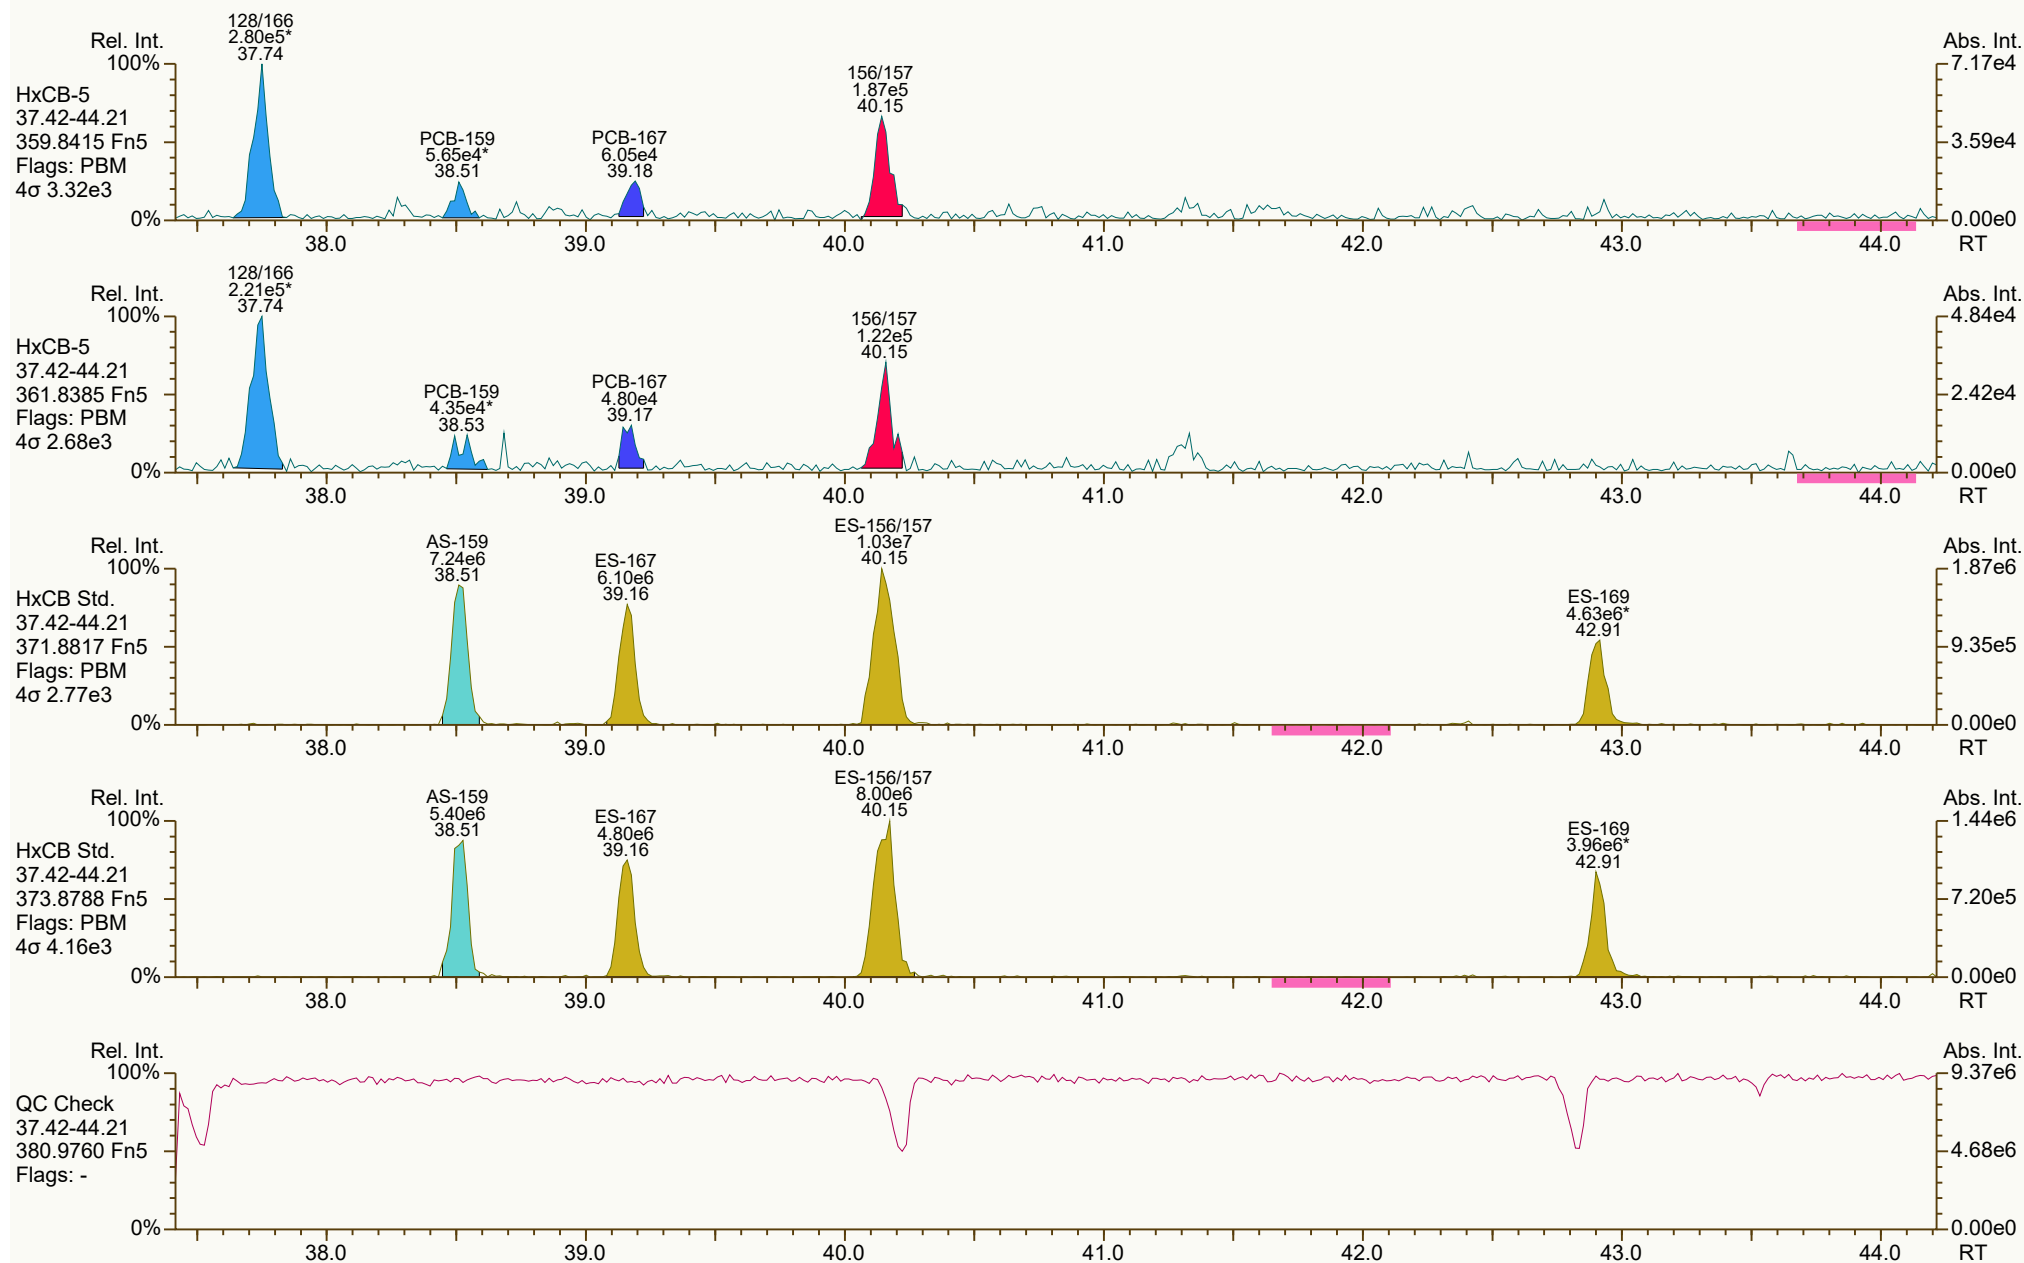 128/166
2.80e5*
37.74
Rel. Int.
Abs. Int.
100%
7.17e4
156/157
1.87e5
40.15
HxCB-5
37.42-44.21
359.8415 Fn5
Flags: PBM
4σ 3.32e3
PCB-159
5.65e4*
38.51
PCB-167
6.05e4
39.18
3.59e4
0%
0.00e0
38.0 39.0 40.0 41.0 42.0 43.0 44.0 RT
128/166
2.21e5*
37.74
Rel. Int.
Abs. Int.
100%
4.84e4
156/157
1.22e5
40.15
HxCB-5
37.42-44.21
361.8385 Fn5
Flags: PBM
4σ 2.68e3
PCB-159
4.35e4*
38.53
PCB-167
4.80e4
39.17
2.42e4
0%
0.00e0
38.0 39.0 40.0 41.0 42.0 43.0 44.0 RT
Rel. Int.
Abs. Int.
100%
1.87e6
AS-159
7.24e6
38.51
ES-167
6.10e6
39.16
ES-156/157
1.03e7
40.15
ES-169
4.63e6*
42.91
HxCB Std.
37.42-44.21
371.8817 Fn5
Flags: PBM
4σ 2.77e3
9.35e5
0%
0.00e0
38.0 39.0 40.0 41.0 42.0 43.0 44.0 RT
Rel. Int.
Abs. Int.
100%
1.44e6
AS-159
5.40e6
38.51
ES-167
4.80e6
39.16
ES-156/157
8.00e6
40.15
ES-169
3.96e6*
42.91
HxCB Std.
37.42-44.21
373.8788 Fn5
Flags: PBM
4σ 4.16e3
7.20e5
0%
0.00e0
38.0 39.0 40.0 41.0 42.0 43.0 44.0 RT
Rel. Int.
Abs. Int.
100%
9.37e6
QC Check
37.42-44.21
380.9760 Fn5
Flags: -
4.68e6
0%
0.00e0
38.0 39.0 40.0 41.0 42.0 43.0 44.0 RT